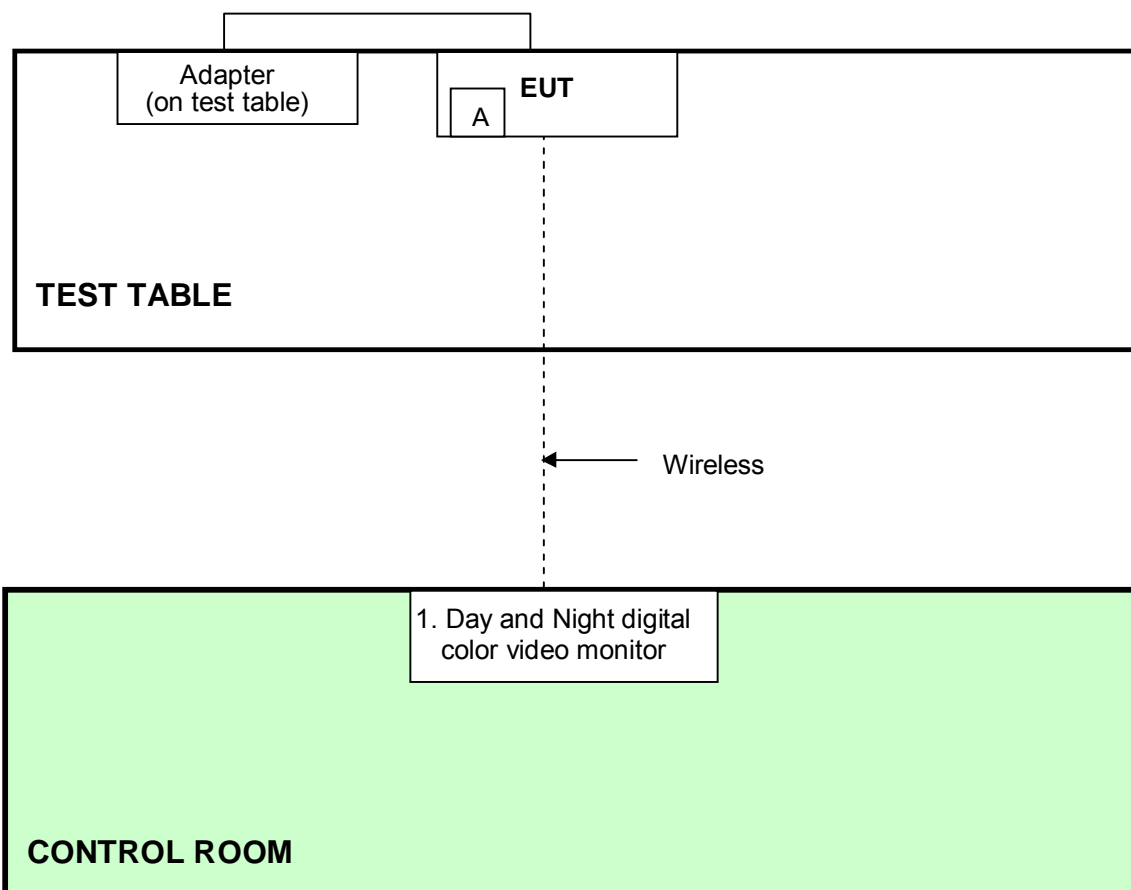 Adapter
(on test table)
EUT
A
TEST TABLE
Wireless
1. Day and Night digital
color video monitor
CONTROL ROOM